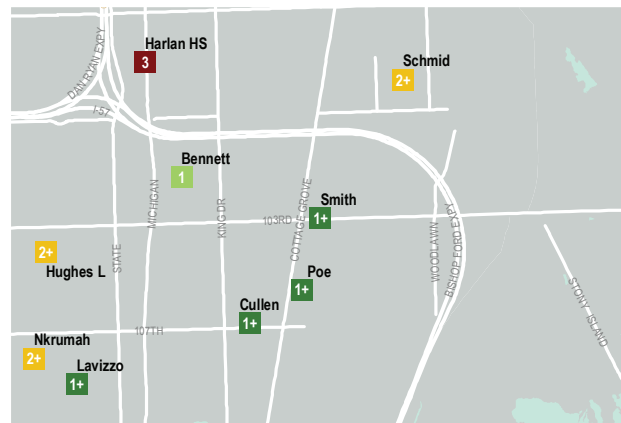 Harlan HS
3
DAN RYAN EXPY
Schmid
2+
I-57
Bennett
1
MICHIGAN
KING DR
COTTAGE GROVE
Smith
1+
103RD
STATE
WOODLAWN
BISHOP FORD EXPY
2+
Hughes L
Poe
1+
STONY ISLAND
Cullen
1+
107TH
Nkrumah
2+
Lavizzo
1+